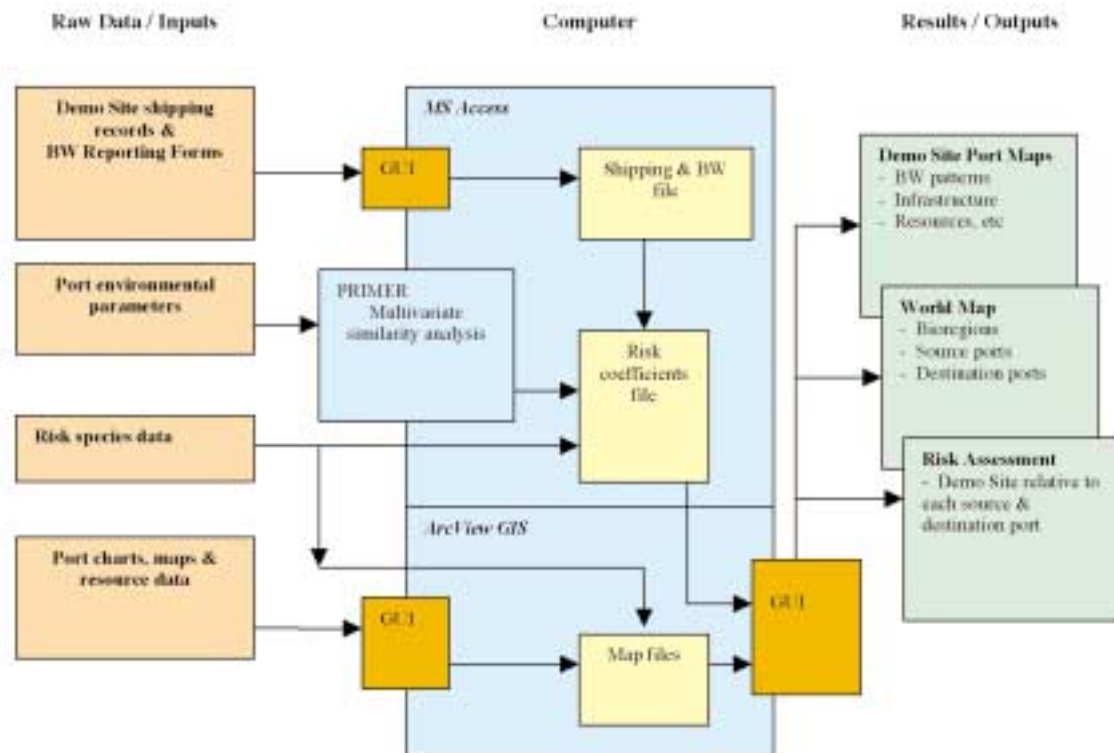 Raw Data / Inputs
Computer
Results / Outputs
Demo Site shipping
records &
BW Reporting Forms
Port environmental
parameters
Risk species data
Port charts, maps &
resource data
MS Access
GUI
Shipping & BW
file
PRIMER
Multivariate
similarity analysis
Risk
coefficients
file
ArcView GIS
GUI
Map files
GUI
Demo Site Port Maps
- BW patterns
- Infrastructure
- Resources, etc
World Map
- Bioregions
- Source ports
- Destination ports
Risk Assessment
- Demo Site relative to
each source &
destination port